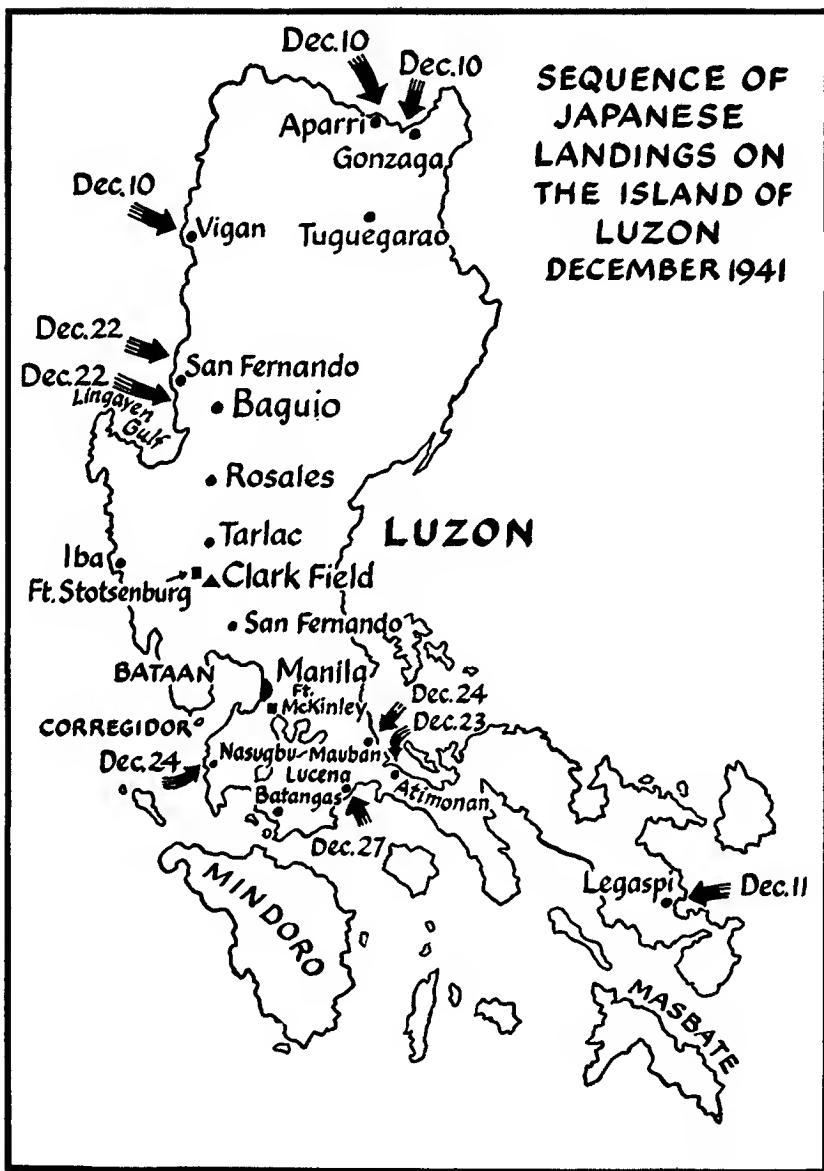 Dec.10
Dec.10
SEQUENCE OF
JAPANESE
LANDINGS ON
THE ISLAND OF
LUZON
DECEMBER 1941
Aparri
Gonzaga
Dec.10
Vigan
Tuguegarao
Dec.22
Dec.22
San Fernando
Lingayen
Gulf
Baguio
Rosales
Tarlac
LUZON
Iba
Ft. Stotsenburg
Clark Field
San Fernando
BATAAN
Manila
Ft.
McKinley
Dec.24
Dec.23
CORREGIDOR
Dec.24
Nasugbu
Mauban
Lucena
Batangas
Atimonan
Dec.27
Legaspi
Dec.11
MINDORO
MASBATE